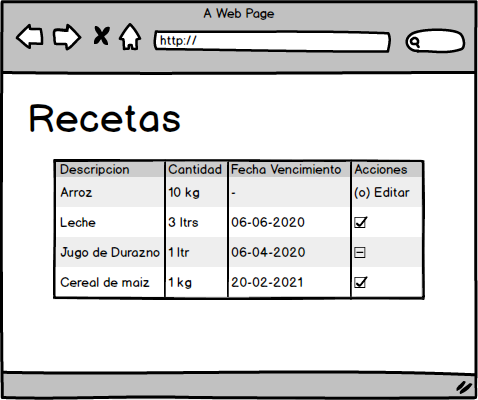 A Web Page
http://
Recetas
Descripcion Cantidad Fecha Vencimiento Acciones
Arroz 10 kg - (o) Editar
Leche 3 ltrs 06-06-2020
Jugo de Durazno 1 ltr 06-04-2020
Cereal de maiz 1 kg 20-02-2021